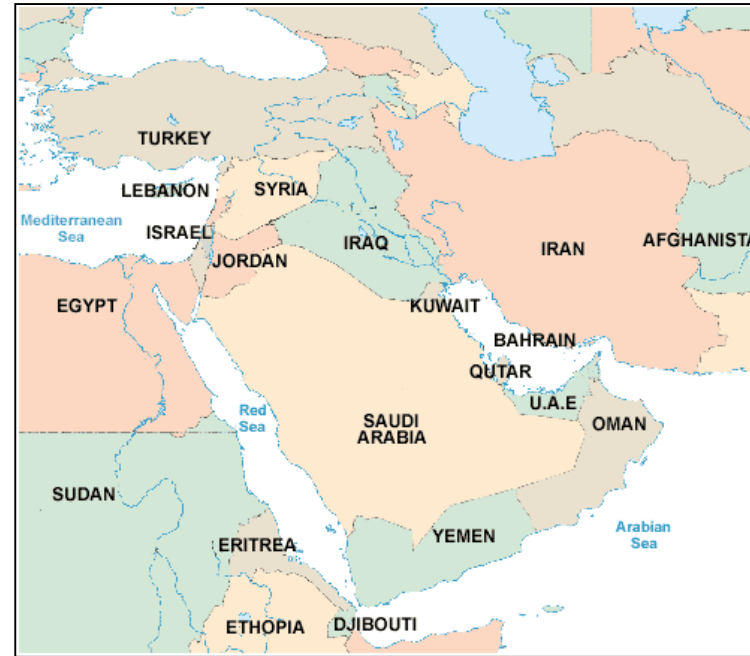 TURKEY
LEBANON
SYRIA
Mediterranean
Sea
ISRAEL
IRAQ
IRAN
AFGHANISTA
JORDAN
EGYPT
KUWAIT
BAHRAIN
QUTAR
U.A.E
Red
Sea
SAUDI
ARABIA
OMAN
SUDAN
Arabian
Sea
YEMEN
ERITREA
ETHOPIA
DJIBOUTI